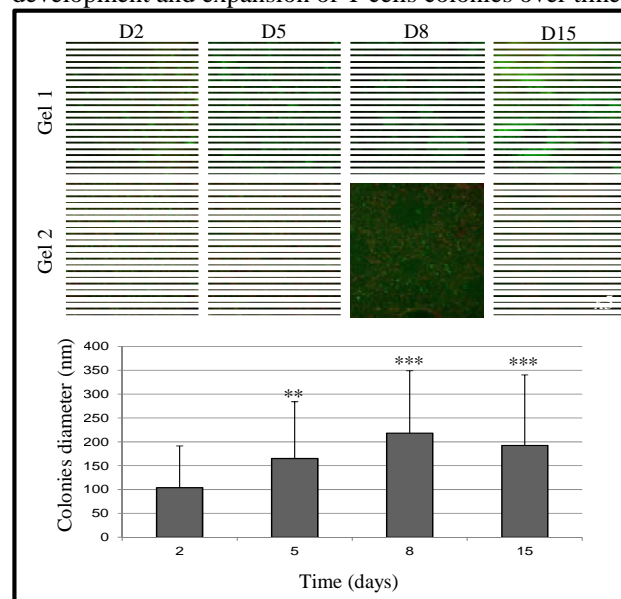 development and expansion of T cells colonies over time
D2 D5 D8 D15
Gel 1
Gel 2
400
350
300
250
200
150
100
50
0
** *** ***
Colonies diameter (nm)
2 5 8 15
Time (days)